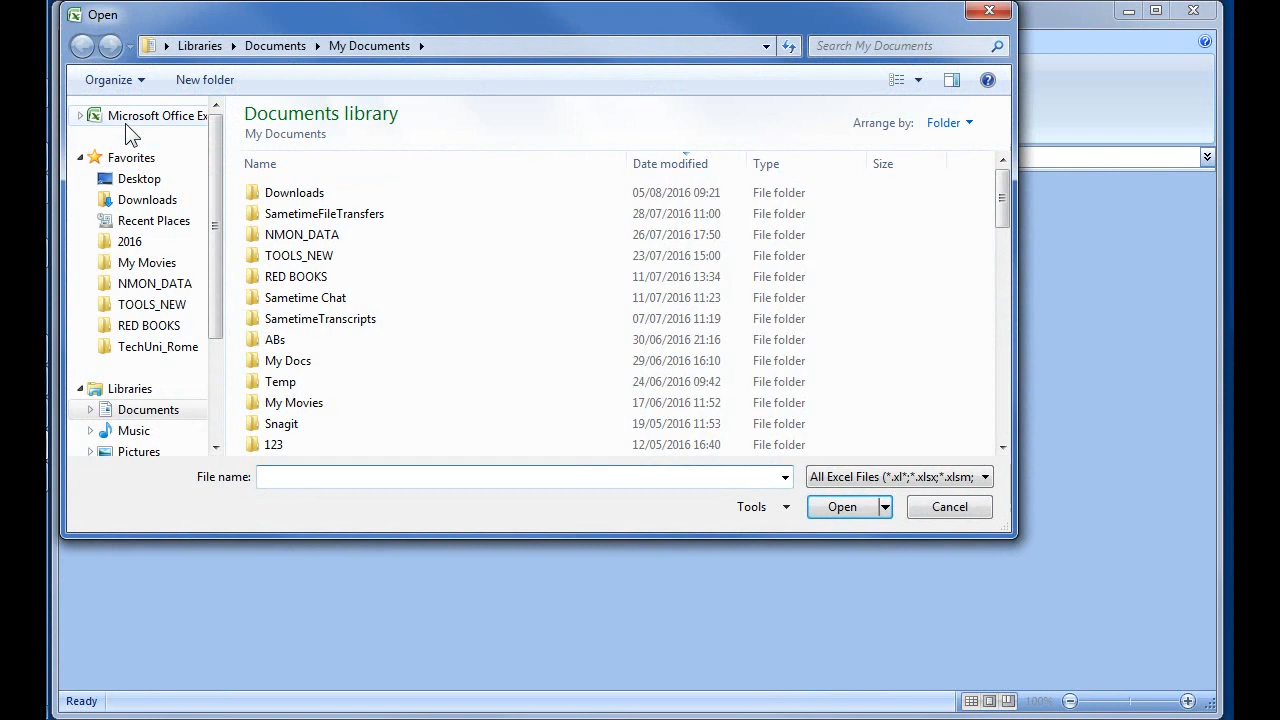 Open
Libraries Documents My Documents
Search My Documents
Organize New folder
Microsoft Office Ex
Favorites
Desktop
Downloads
Recent Places
2016
My Movies
NMON_DATA
TOOLS_NEW
RED BOOKS
TechUni_Rome
Libraries
Documents
Music
Pictures
Documents library
My Documents
Arrange by: Folder
Name Date modified Type Size
Downloads 05/08/2016 09:21 File folder
SametimeFileTransfers 28/07/2016 11:00 File folder
NMON_DATA 26/07/2016 17:50 File folder
TOOLS_NEW 23/07/2016 15:00 File folder
RED BOOKS 11/07/2016 13:34 File folder
Sametime Chat 11/07/2016 11:23 File folder
SametimeTranscripts 07/07/2016 11:19 File folder
ABs 30/06/2016 21:16 File folder
My Docs 29/06/2016 16:10 File folder
Temp 24/06/2016 09:42 File folder
My Movies 17/06/2016 11:52 File folder
Snagit 19/05/2016 11:53 File folder
123 12/05/2016 16:40 File folder
File name: All Excel Files (*.xl*;*.xlsx;*.xlsm;
Tools Open Cancel
Ready 100%